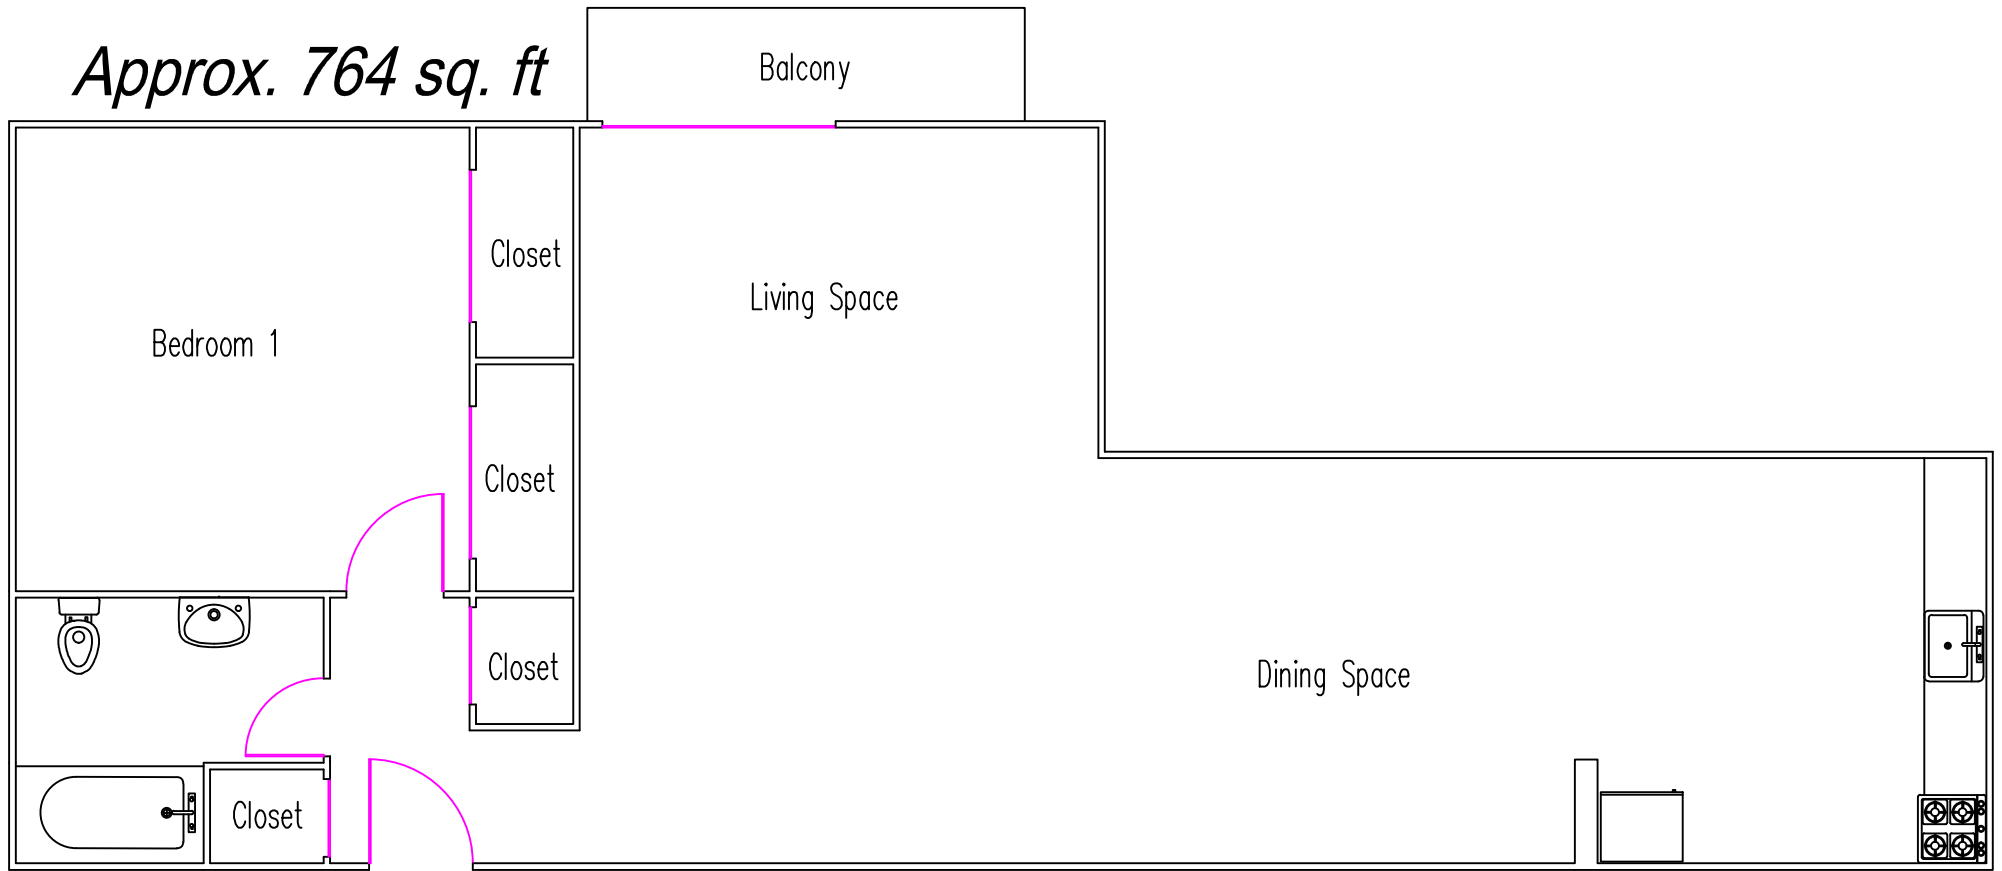 Approx. 764 sq. ft
Balcony
Closet
Living Space
Bedroom 1
Closet
Closet
Dining Space
Closet